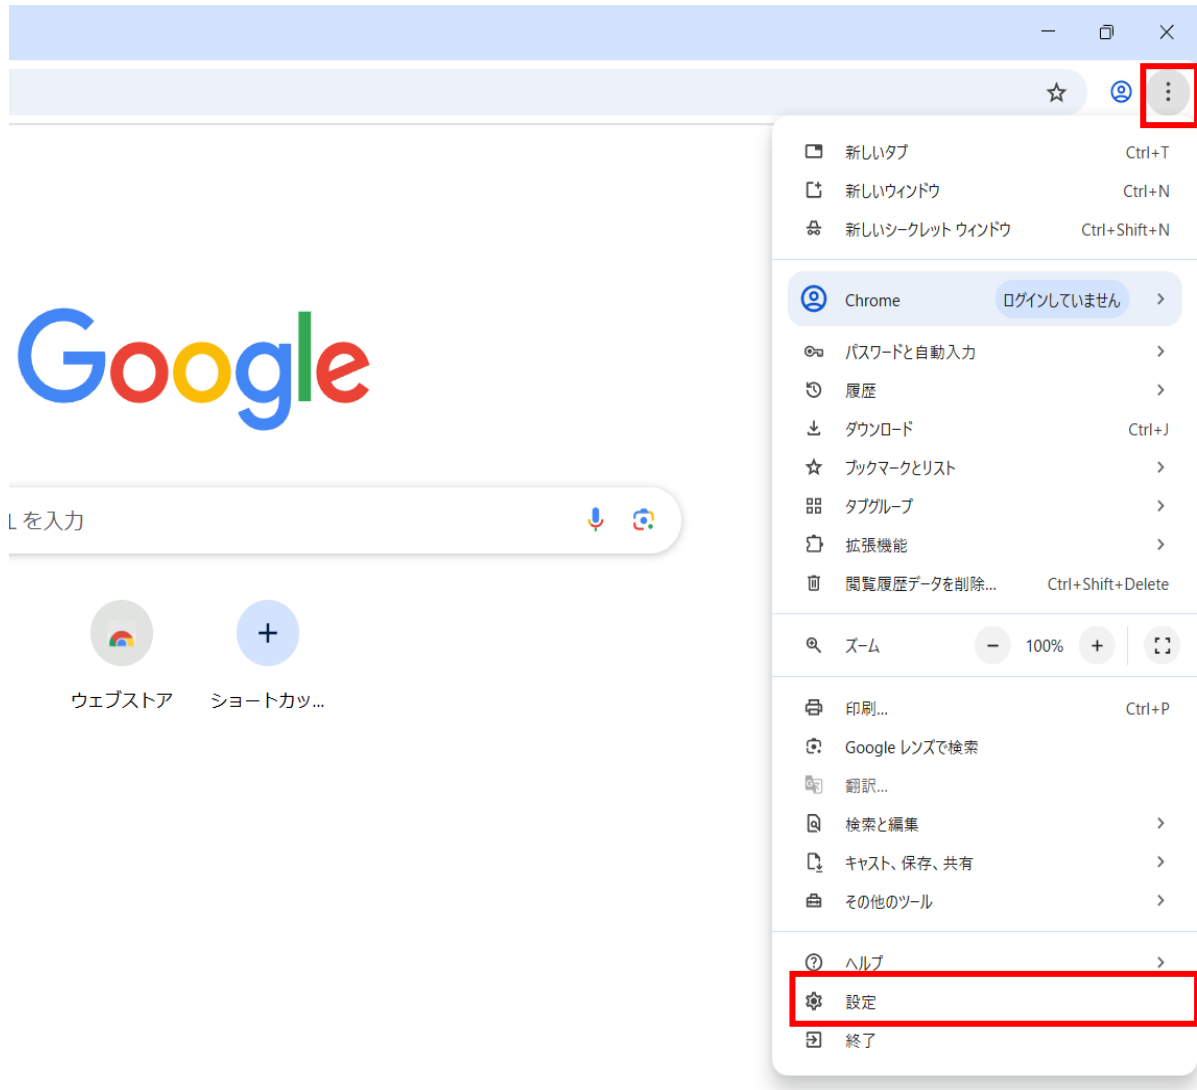 新しいタブ Ctrl+T
新しいウィンドウ Ctrl+N
新しいシークレット ウィンドウ Ctrl+Shift+N
Chrome ログインしていません
パスワードと自動入力
履歴
ダウンロード Ctrl+J
ブックマークとリスト
タブグループ
拡張機能
閲覧履歴データを削除... Ctrl+Shift+Delete
ズーム − 100% +
印刷... Ctrl+P
Google レンズで検索
翻訳...
検索と編集
キャスト、保存、共有
その他のツール
ヘルプ
設定
終了
Google
L を入力
ウェブストア
ショートカッ...